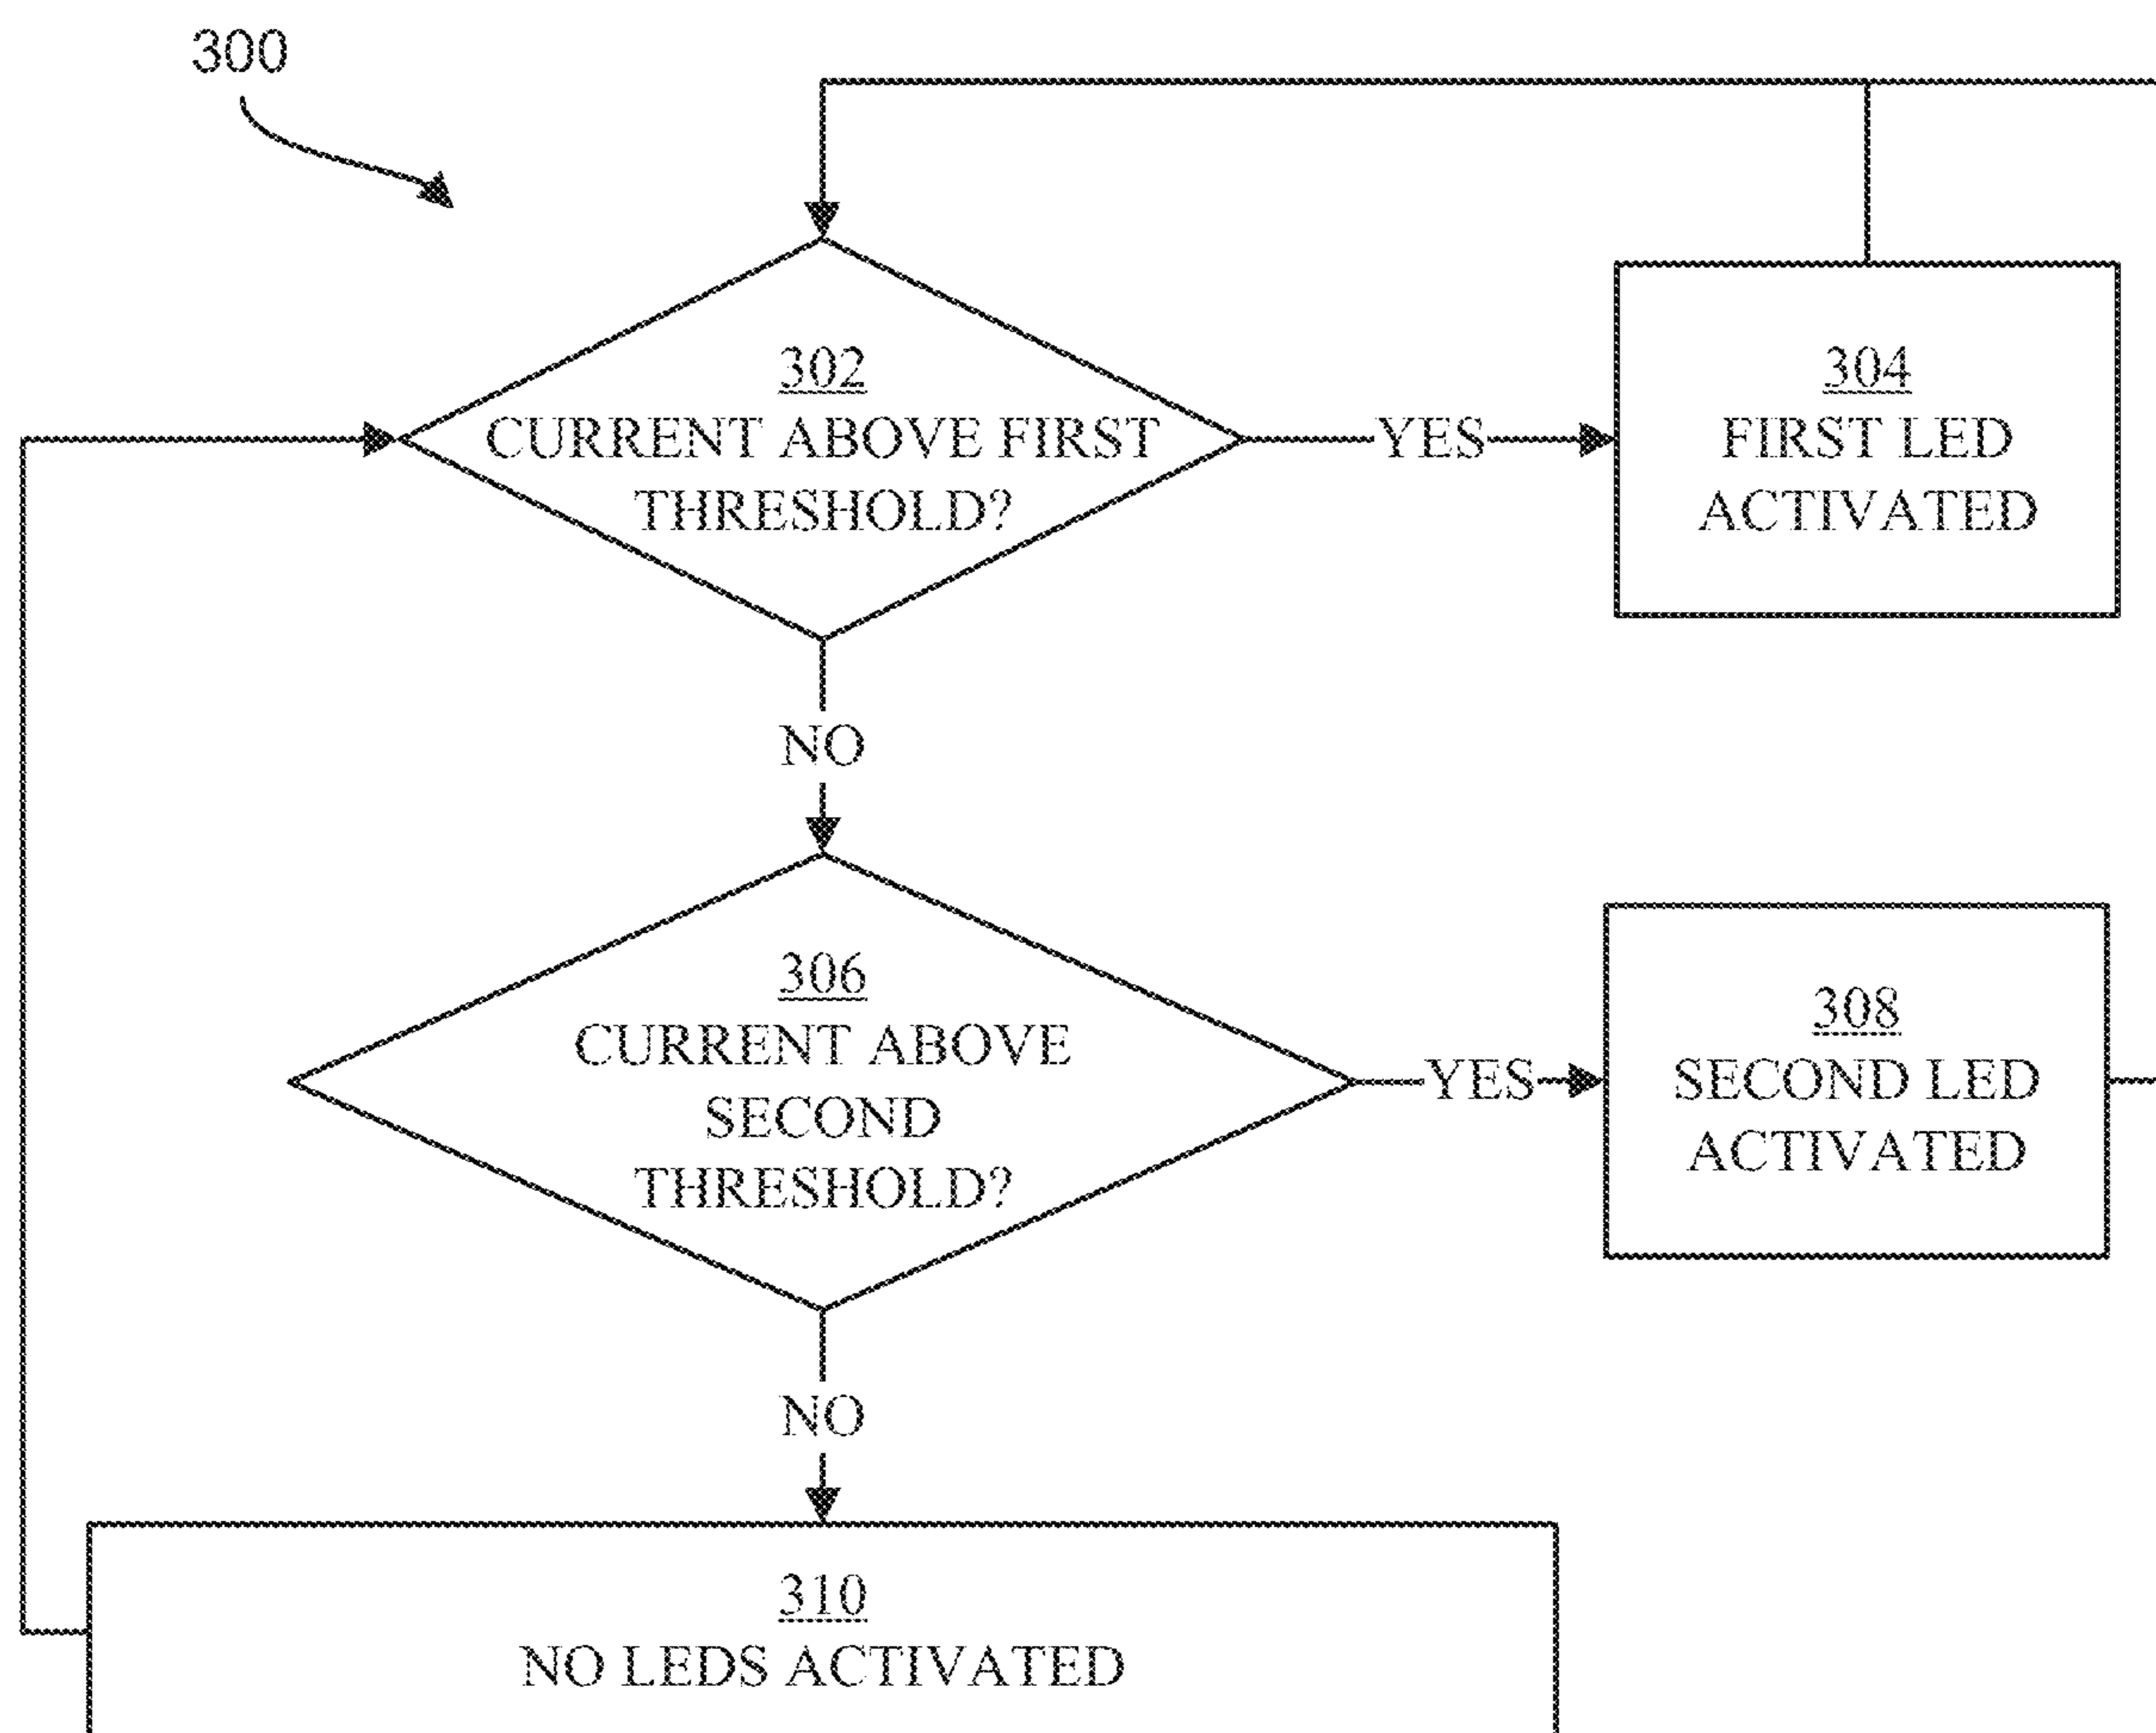 300
302
CURRENT ABOVE FIRST
THRESHOLD?
YES
304
FIRST LED
ACTIVATED
NO
306
CURRENT ABOVE
SECOND
THRESHOLD?
YES
308
SECOND LED
ACTIVATED
NO
310
NO LEDS ACTIVATED